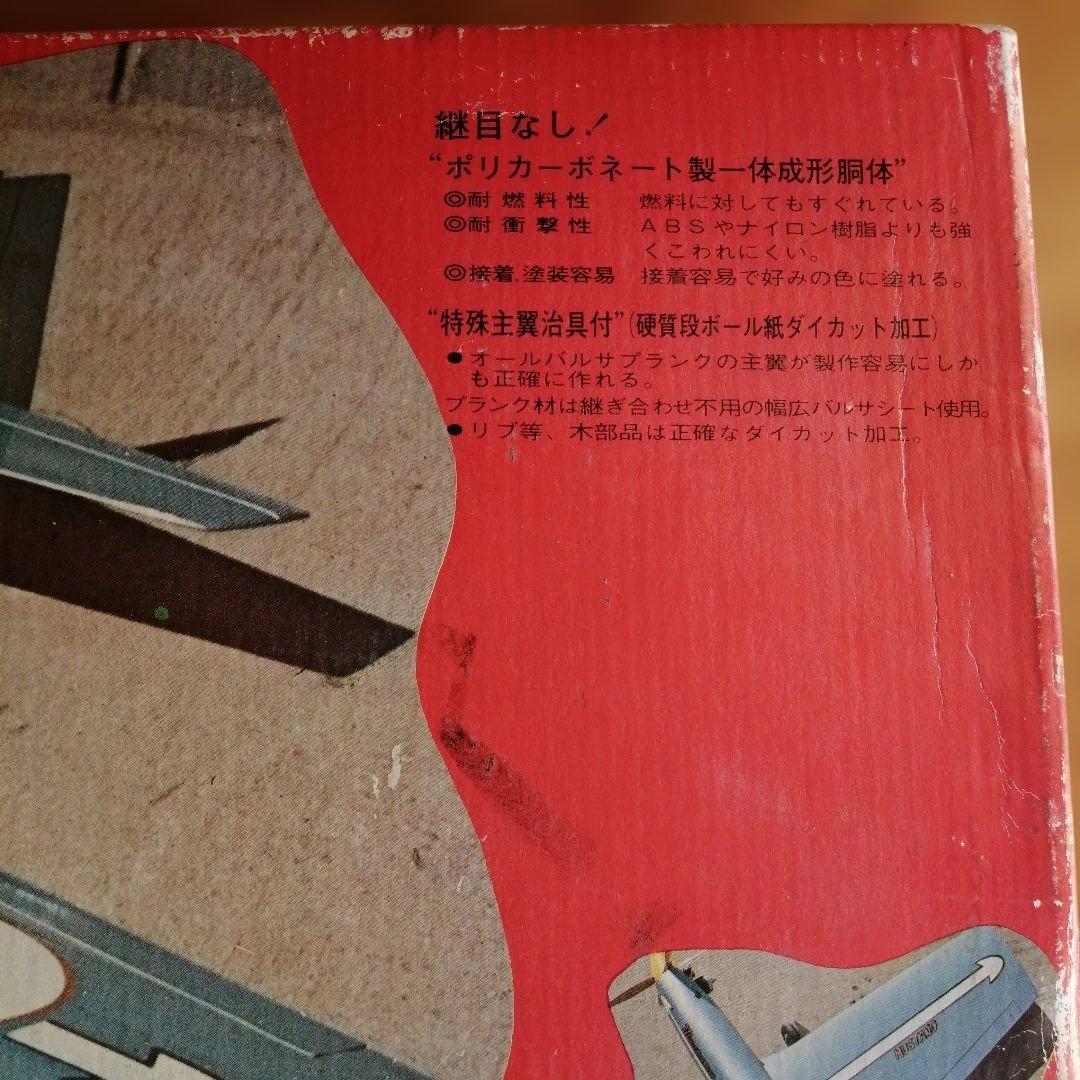 継目なし!
“ポリカーボネート製一体成形胴体”
◎耐燃料性 燃料に対してもすぐれている。
◎耐衝撃性 ABSやナイロン樹脂よりも強
くこわれにくい。
◎接着.塗装容易 接着容易で好みの色に塗れる。
“特殊主翼治具付”(硬質段ボール紙ダイカット加工)
●オールバルサプランクの主翼が製作容易にしか
も正確に作れる。
プランク材は継ぎ合わせ不用の幅広バルサシート使用。
●リブ等、木部品は正確なダイカット加工。
MUSTANG